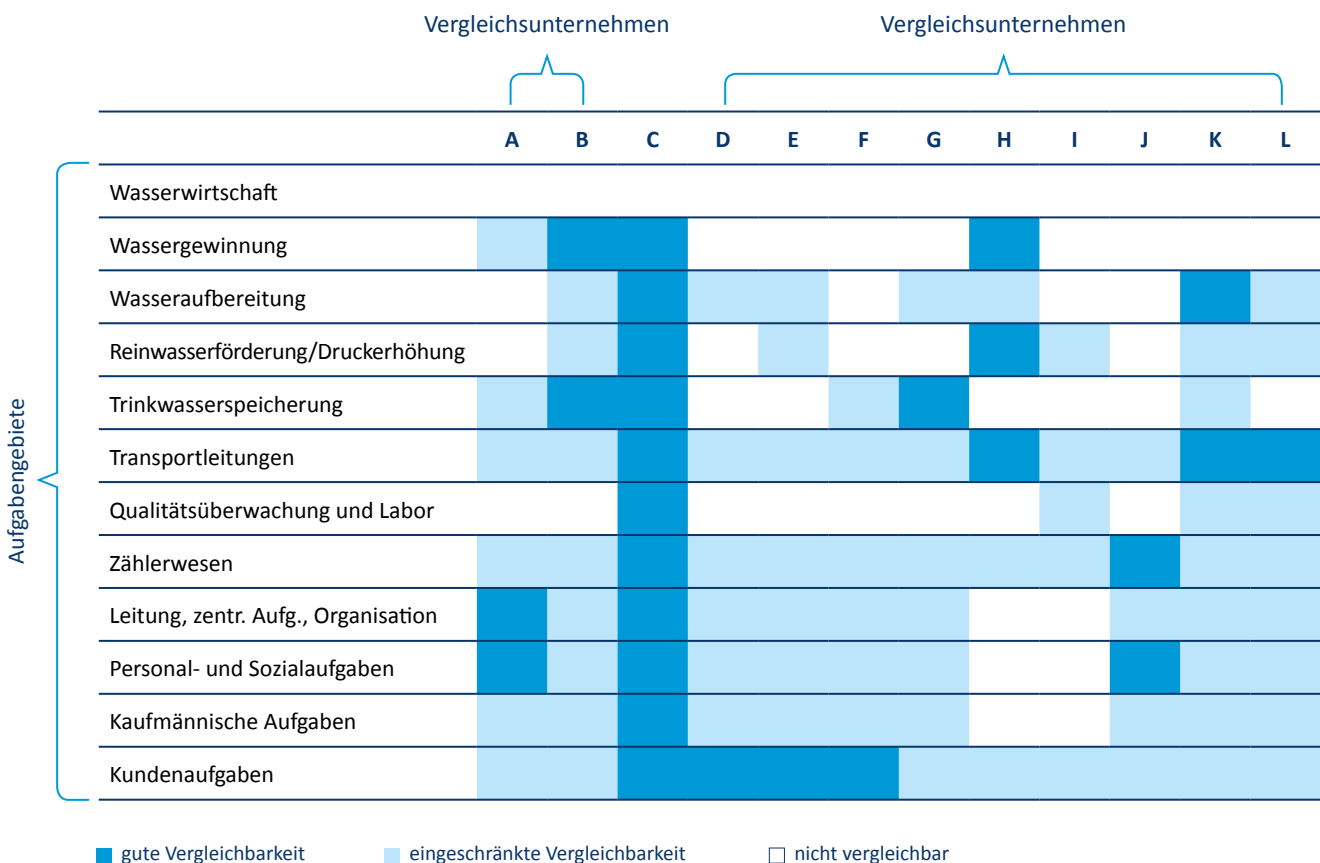 Vergleichsunternehmen Vergleichsunternehmen
A B C D E F G H I J K L
Aufgabengebiete
Wasserwirtschaft
Wassergewinnung
Wasseraufbereitung
Reinwasserförderung/Druckerhöhung
Trinkwasserspeicherung
Transportleitungen
Qualitätsüberwachung und Labor
Zählerwesen
Leitung, zentr. Aufg., Organisation
Personal- und Sozialaufgaben
Kaufmännische Aufgaben
Kundenaufgaben
gute Vergleichbarkeit eingeschränkte Vergleichbarkeit nicht vergleichbar